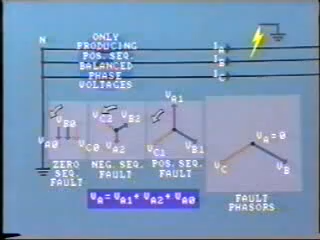 N
ONLY
PRODUCING
POS. SEQ.
BALANCED
PHASE
VOLTAGES
IA
IB
IC
VA0
VB0
VC0
ZERO
SEQ.
FAULT
VC2
VB2
VA2
NEG. SEQ.
FAULT
VA1
VC1
VB1
POS. SEQ.
FAULT
VA=0
VC
VB
FAULT
PHASORS
VA=VA1+VA2+VA0